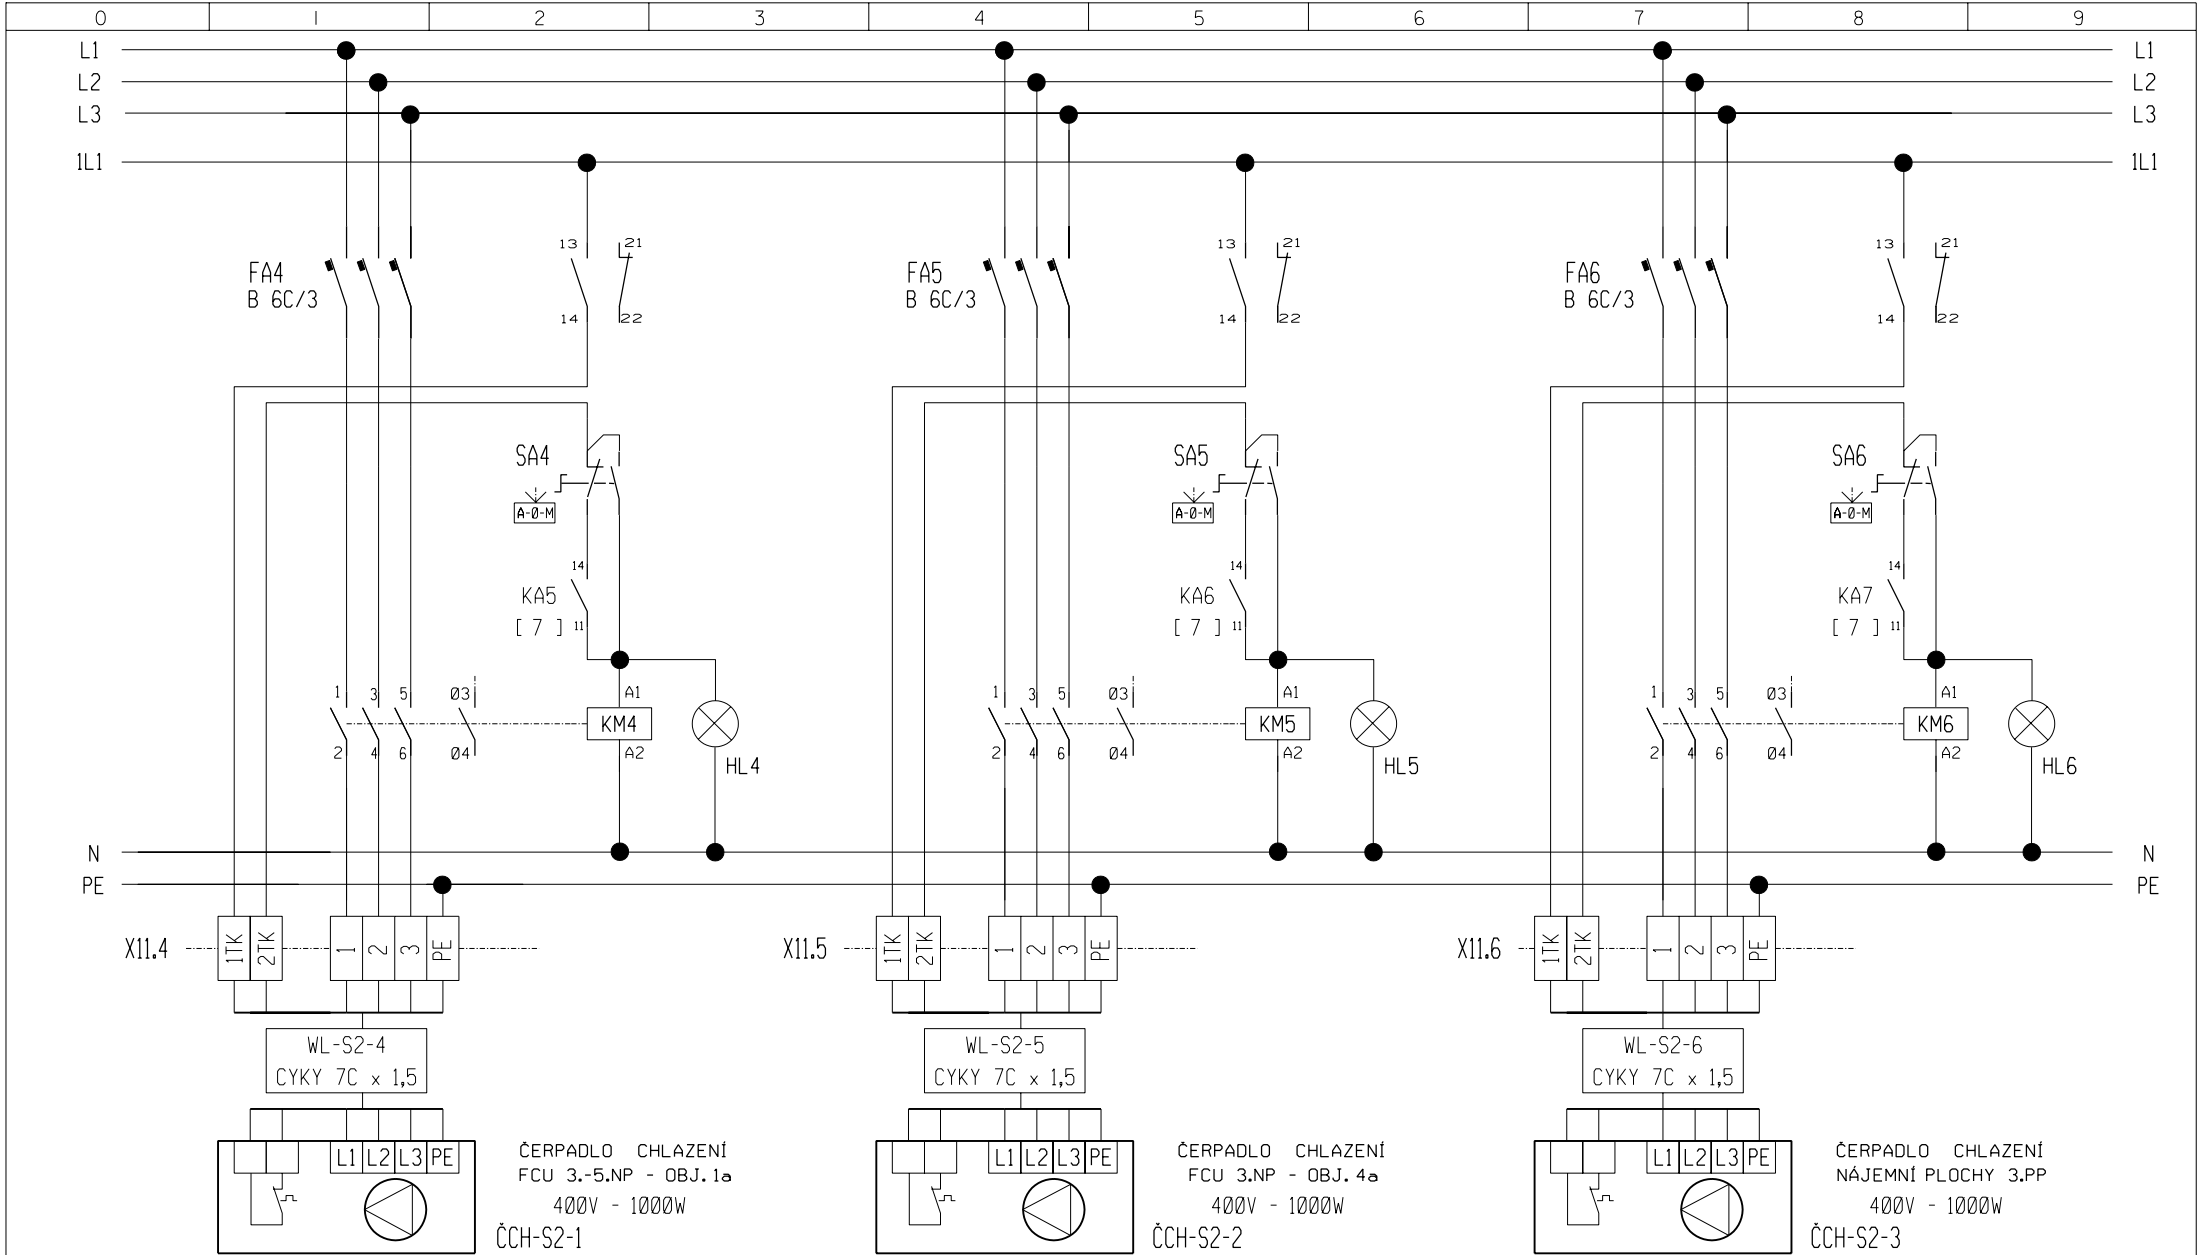 0 1 2 3 4 5 6 7 8 9
L1 L1
L2 L2
L3 L3
1L1 1L1
13 21 13 21 13 21
FA4 FA5 FA6
B 6C/3 B 6C/3 B 6C/3
14 22 14 22 14 22
SA4 SA5 SA6
A-Ø-M A-Ø-M A-Ø-M
14 14 14
KA5 KA6 KA7
[ 7 ] 11 [ 7 ] 11 [ 7 ] 11
1 3 5 Ø3 A1 1 3 5 Ø3 A1 1 3 5 Ø3 A1
KM4 KM5 KM6
2 4 6 Ø4 A2 2 4 6 Ø4 A2 2 4 6 Ø4 A2
HL4 HL5 HL6
N N
PE PE
X11.4 1TK 2TK 1 2 3 PE X11.5 1TK 2TK 1 2 3 PE X11.6 1TK 2TK 1 2 3 PE
WL-S2-4 WL-S2-5 WL-S2-6
CYKY 7C x 1,5 CYKY 7C x 1,5 CYKY 7C x 1,5
ČERPADLO CHLAZENÍ ČERPADLO CHLAZENÍ ČERPADLO CHLAZENÍ
L1 L2 L3 PE L1 L2 L3 PE L1 L2 L3 PE
FCU 3.-5.NP - OBJ.1a FCU 3.NP - OBJ.4a NÁJEMNÍ PLOCHY 3.PP
400V - 1000W 400V - 1000W 400V - 1000W
ČCH-S2-1 ČCH-S2-2 ČCH-S2-3